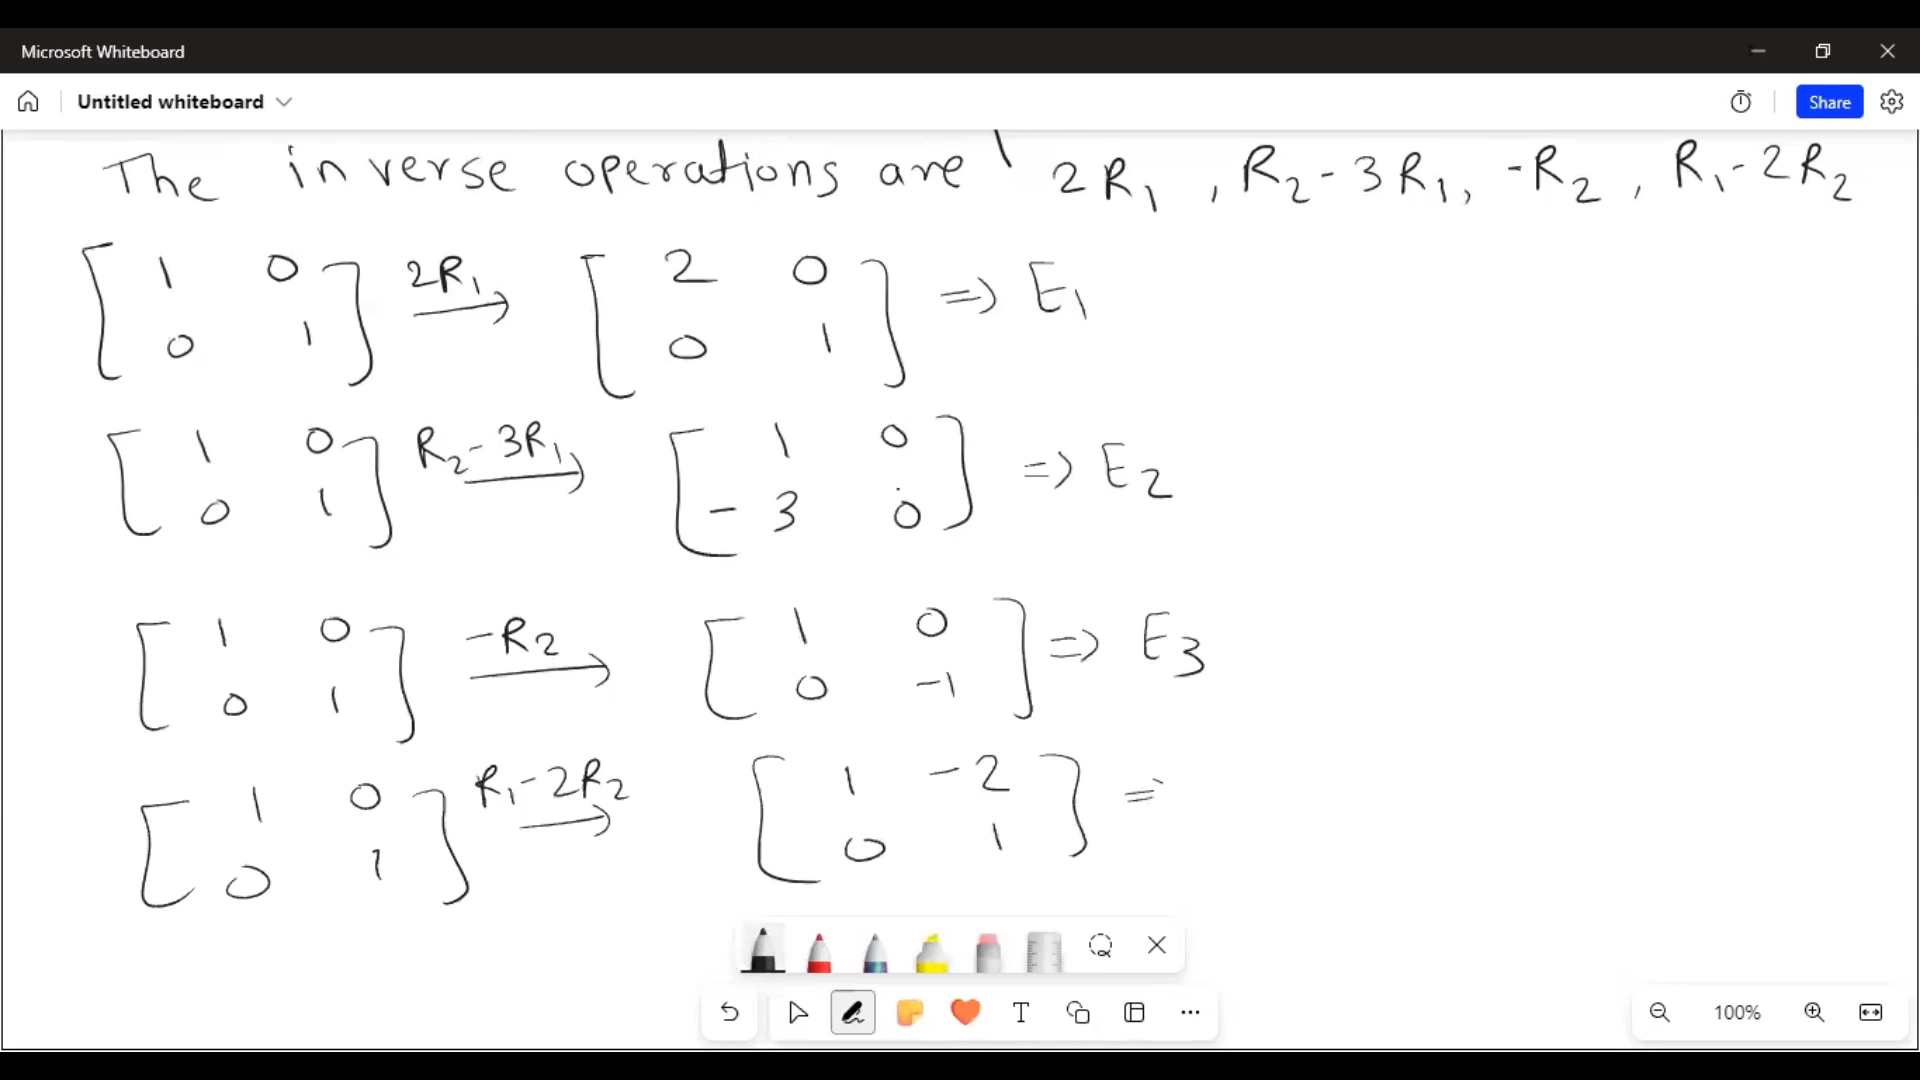 Microsoft Whiteboard
Untitled whiteboard
Share
The inverse operations are 2R₁, R₂-3R₁, -R₂, R₁-2R₂
[1 0; 0 1] 2R₁→ [2 0; 0 1] => E₁
[1 0; 0 1] R₂-3R₁→ [1 0; -3 0] => E₂
[1 0; 0 1] -R₂→ [1 0; 0 -1] => E₃
[1 0; 0 1] R₁-2R₂→ [1 -2; 0 1] =
T
100%